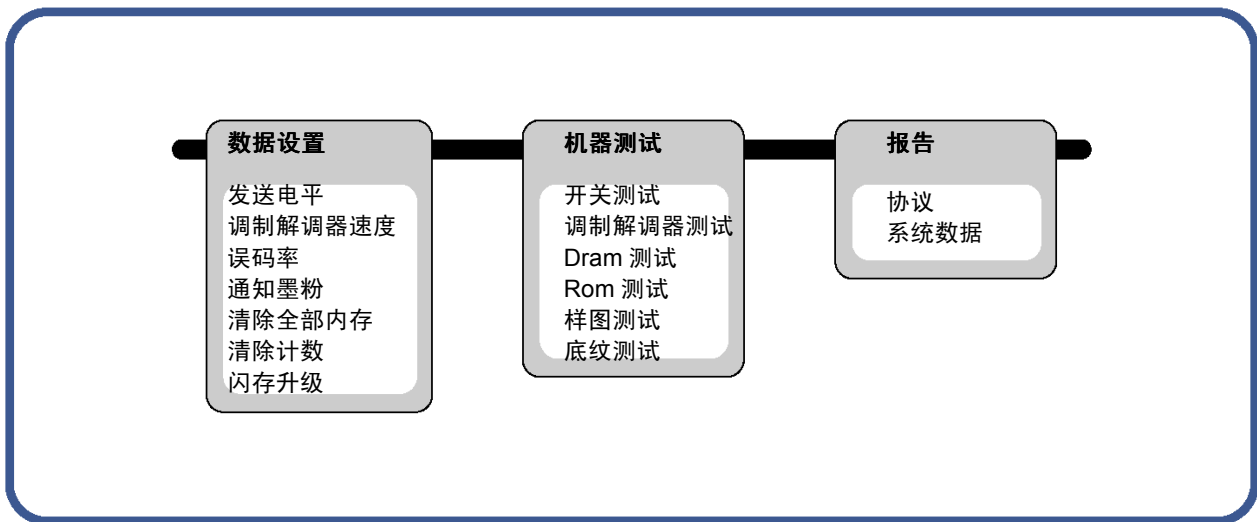 数据设置
发送电平
调制解调器速度
误码率
通知墨粉
清除全部内存
清除计数
闪存升级
机器测试
开关测试
调制解调器测试
Dram 测试
Rom 测试
样图测试
底纹测试
报告
协议
系统数据